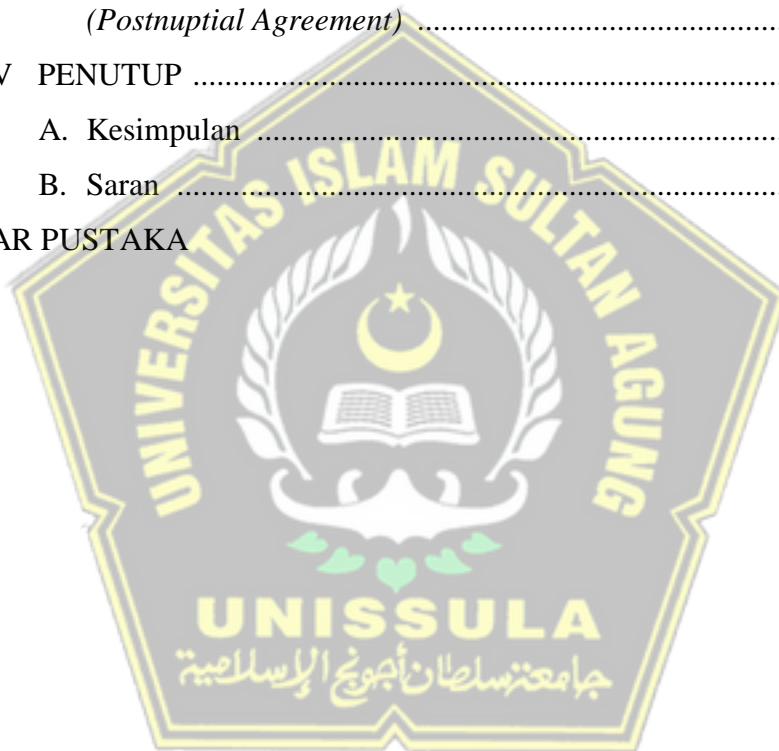 (Postnuptial Agreement) ................................................................
V PENUTUP ................................................................................
A. Kesimpulan ................................................................
B. Saran ................................................................
AR PUSTAKA
UNIVERSITAS ISLAM SULTAN AGUNG
UNISSULA
جامعة سلطان أجونج الإسلامية